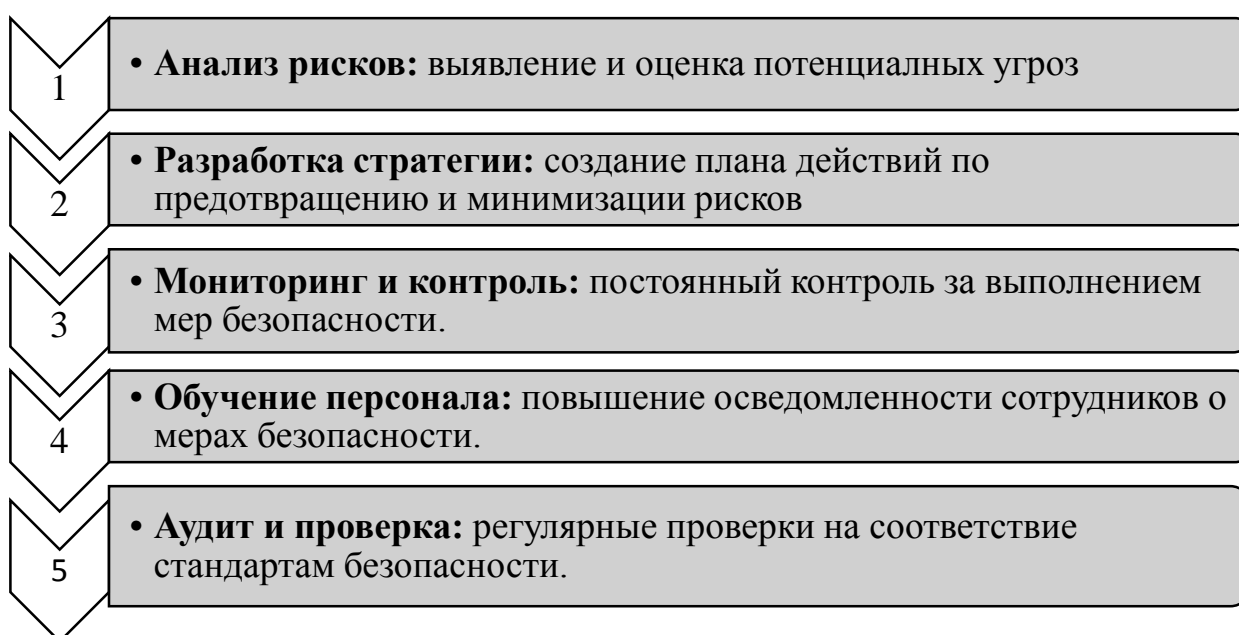 1
• Анализ рисков: выявление и оценка потенциалных угроз
2
• Разработка стратегии: создание плана действий по
предотвращению и минимизации рисков
3
• Мониторинг и контроль: постоянный контроль за выполнением
мер безопасности.
4
• Обучение персонала: повышение осведомленности сотрудников о
мерах безопасности.
5
• Аудит и проверка: регулярные проверки на соответствие
стандартам безопасности.